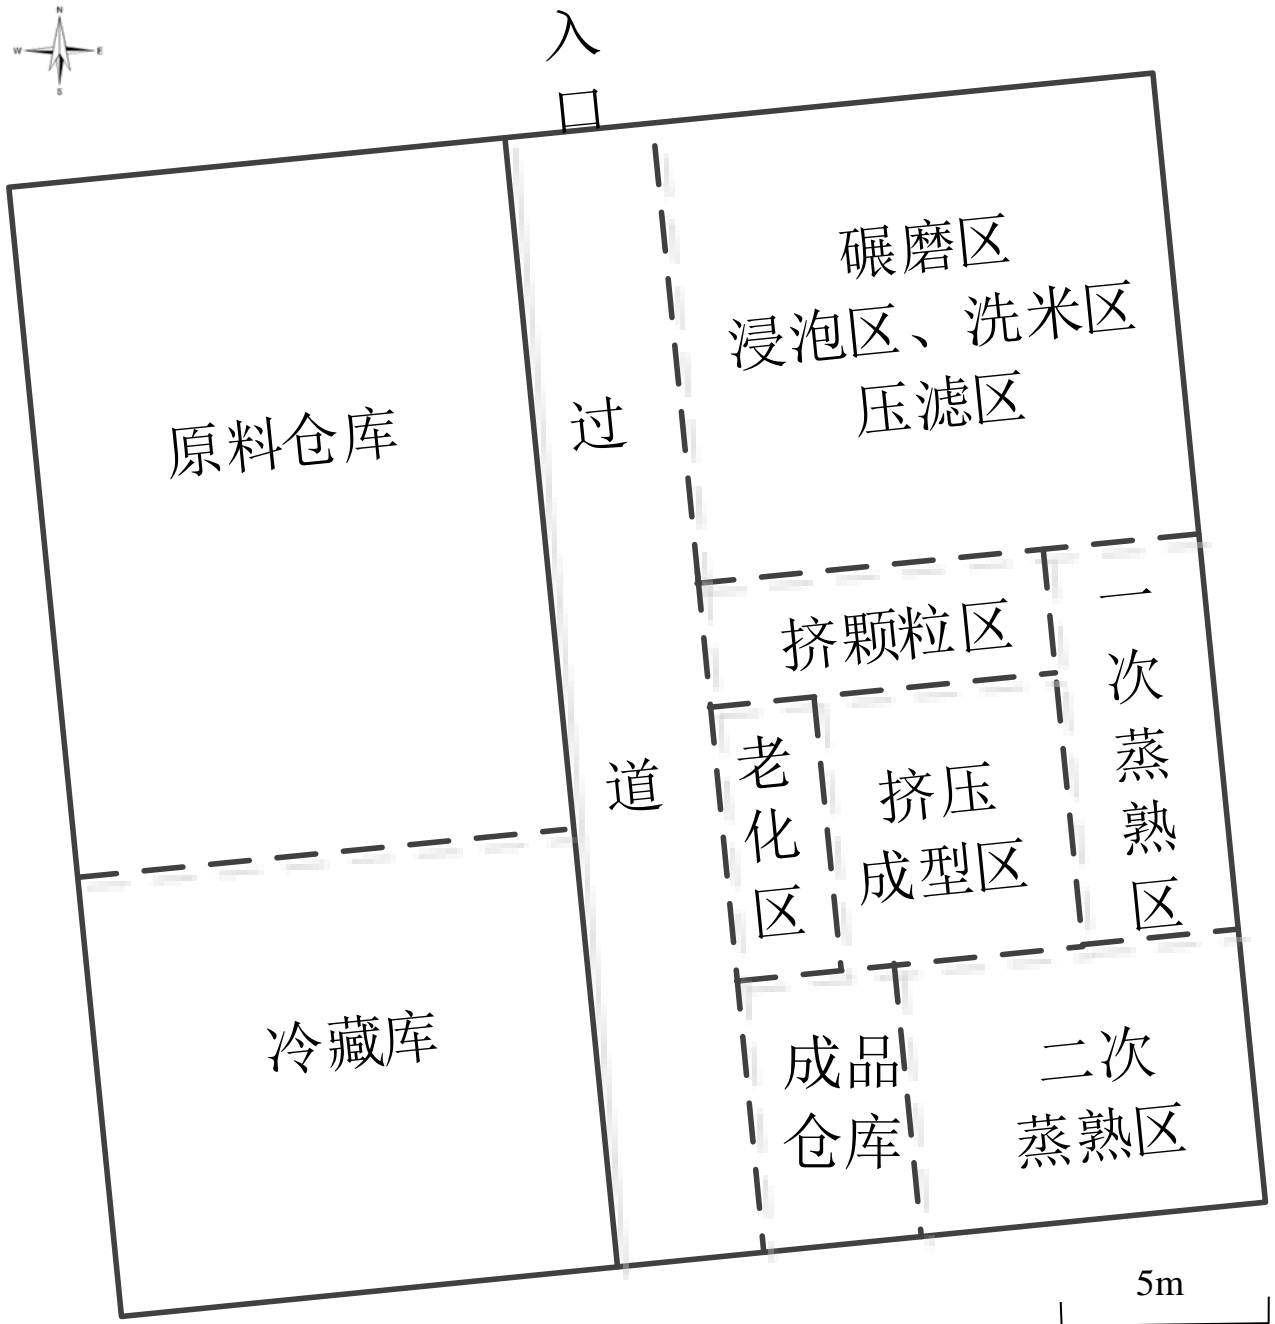 N
W
E
S
入
口
碾磨区
浸泡区、洗米区
压滤区
原料仓库
过
道
挤颗粒区
一
次
蒸
熟
区
老
化
区
挤压
成型区
冷藏库
成品
仓库
二次
蒸熟区
5m